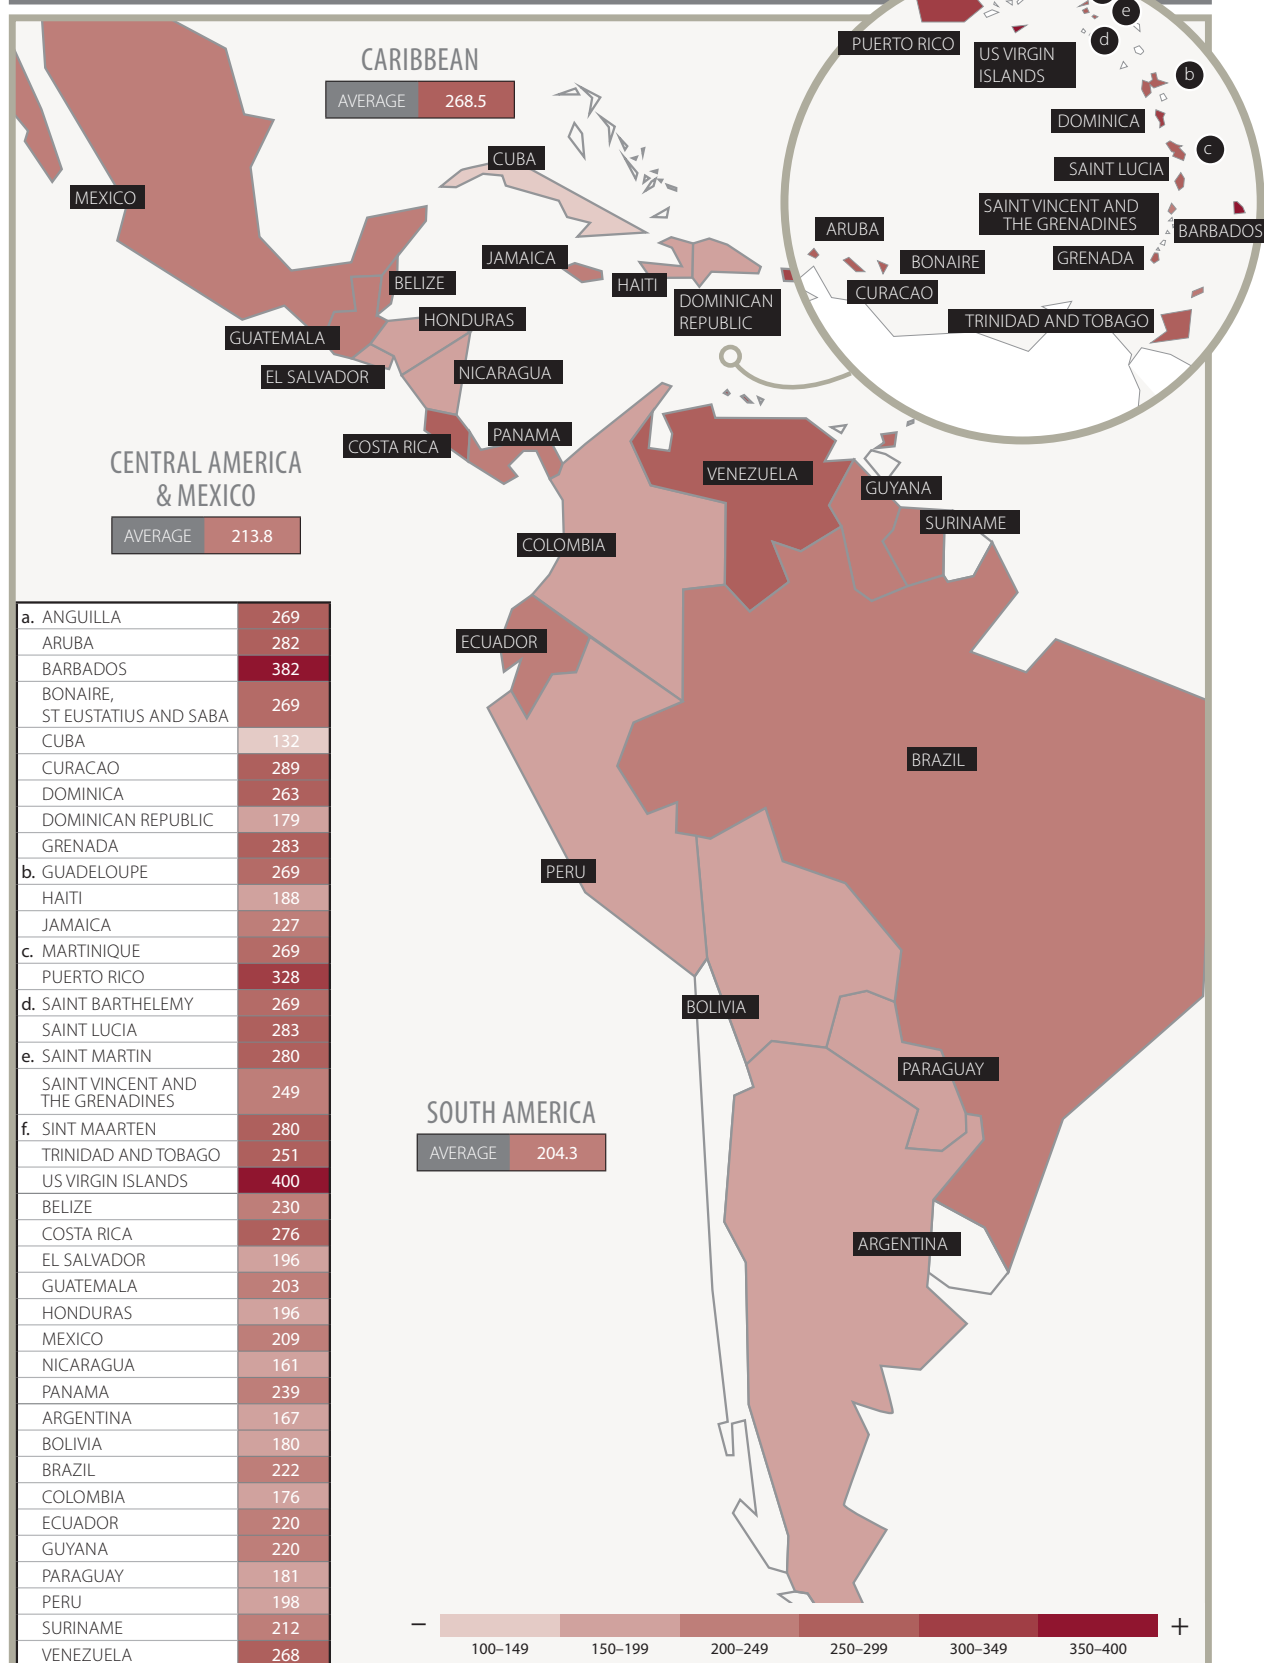 CARIBBEAN
AVERAGE 268.5
PUERTO RICO
US VIRGIN
ISLANDS
e
d
b
DOMINICA
c
SAINT LUCIA
SAINT VINCENT AND
THE GRENADINES
BARBADOS
GRENADA
ARUBA
BONAIRE
CURACAO
TRINIDAD AND TOBAGO
CUBA
MEXICO
JAMAICA
HAITI
DOMINICAN
REPUBLIC
BELIZE
HONDURAS
GUATEMALA
EL SALVADOR
NICARAGUA
COSTA RICA
PANAMA
CENTRAL AMERICA
& MEXICO
AVERAGE 213.8
VENEZUELA
GUYANA
SURINAME
COLOMBIA
ECUADOR
BRAZIL
PERU
BOLIVIA
PARAGUAY
ARGENTINA
SOUTH AMERICA
AVERAGE 204.3
a. ANGUILLA 269
ARUBA 282
BARBADOS 382
BONAIRE,
ST EUSTATIUS AND SABA 269
CUBA 132
CURACAO 289
DOMINICA 263
DOMINICAN REPUBLIC 179
GRENADA 283
b. GUADELOUPE 269
HAITI 188
JAMAICA 227
c. MARTINIQUE 269
PUERTO RICO 328
d. SAINT BARTHELEMY 269
SAINT LUCIA 283
e. SAINT MARTIN 280
SAINT VINCENT AND
THE GRENADINES 249
f. SINT MAARTEN 280
TRINIDAD AND TOBAGO 251
US VIRGIN ISLANDS 400
BELIZE 230
COSTA RICA 276
EL SALVADOR 196
GUATEMALA 203
HONDURAS 196
MEXICO 209
NICARAGUA 161
PANAMA 239
ARGENTINA 167
BOLIVIA 180
BRAZIL 222
COLOMBIA 176
ECUADOR 220
GUYANA 220
PARAGUAY 181
PERU 198
SURINAME 212
VENEZUELA 268
− +
100–149 150–199 200–249 250–299 300–349 350–400